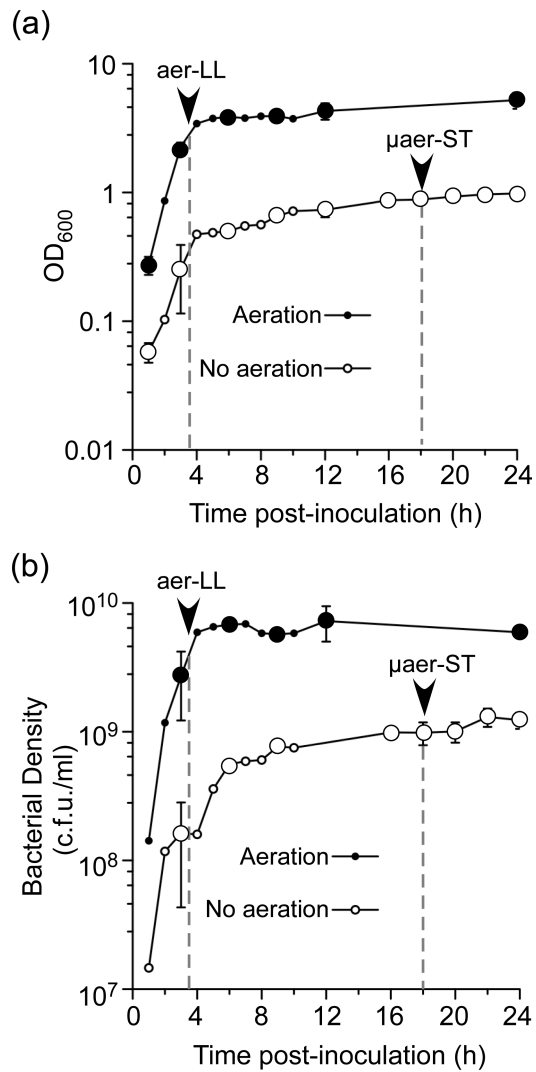 (a)
10
aer-LL
µaer-ST
1
OD600
Aeration
0.1
No aeration
0.01
0 4 8 12 16 20 24
Time post-inoculation (h)
(b)
aer-LL
10^10
µaer-ST
10^9
Bacterial Density
(c.f.u./ml)
10^8
Aeration
No aeration
10^7
0 4 8 12 16 20 24
Time post-inoculation (h)